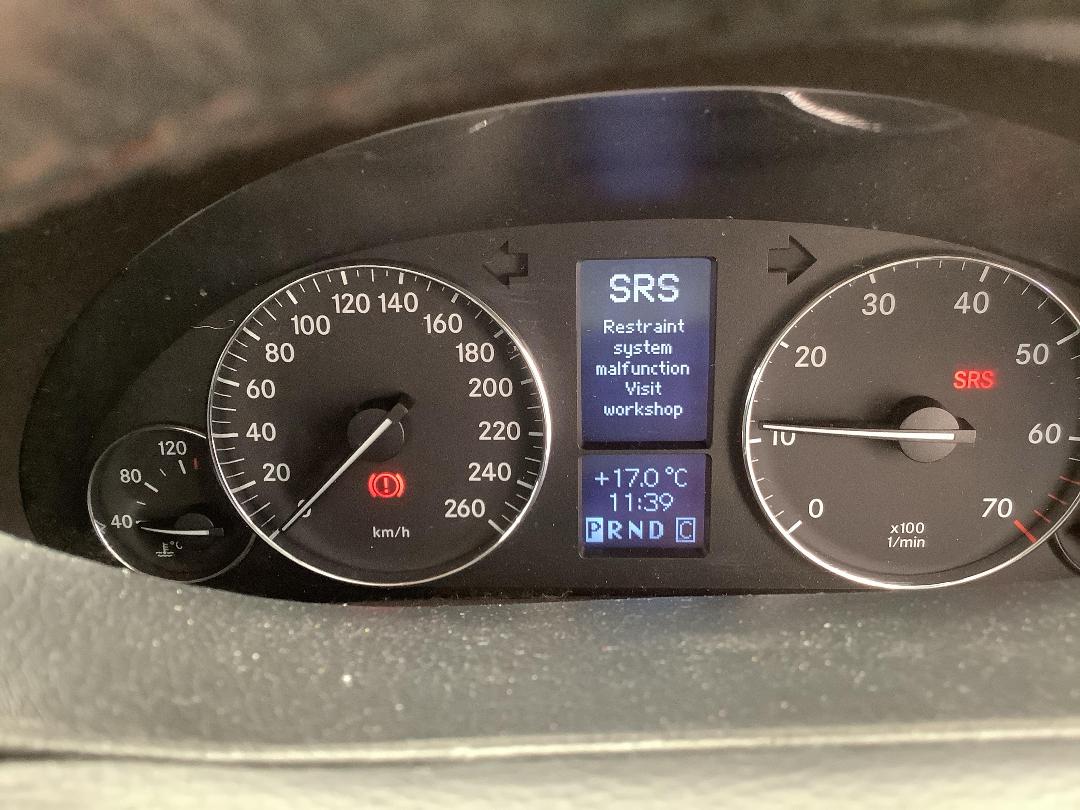 SRS
Restraint
system
malfunction
Visit
workshop
+17.0 °C
11:39
PRND C
120 140
100 160
80 180
60 200
40 220
20 240
0 260
km/h
120
80
40
°C
30 40
20 50
SRS
10 60
0 70
x100
1/min